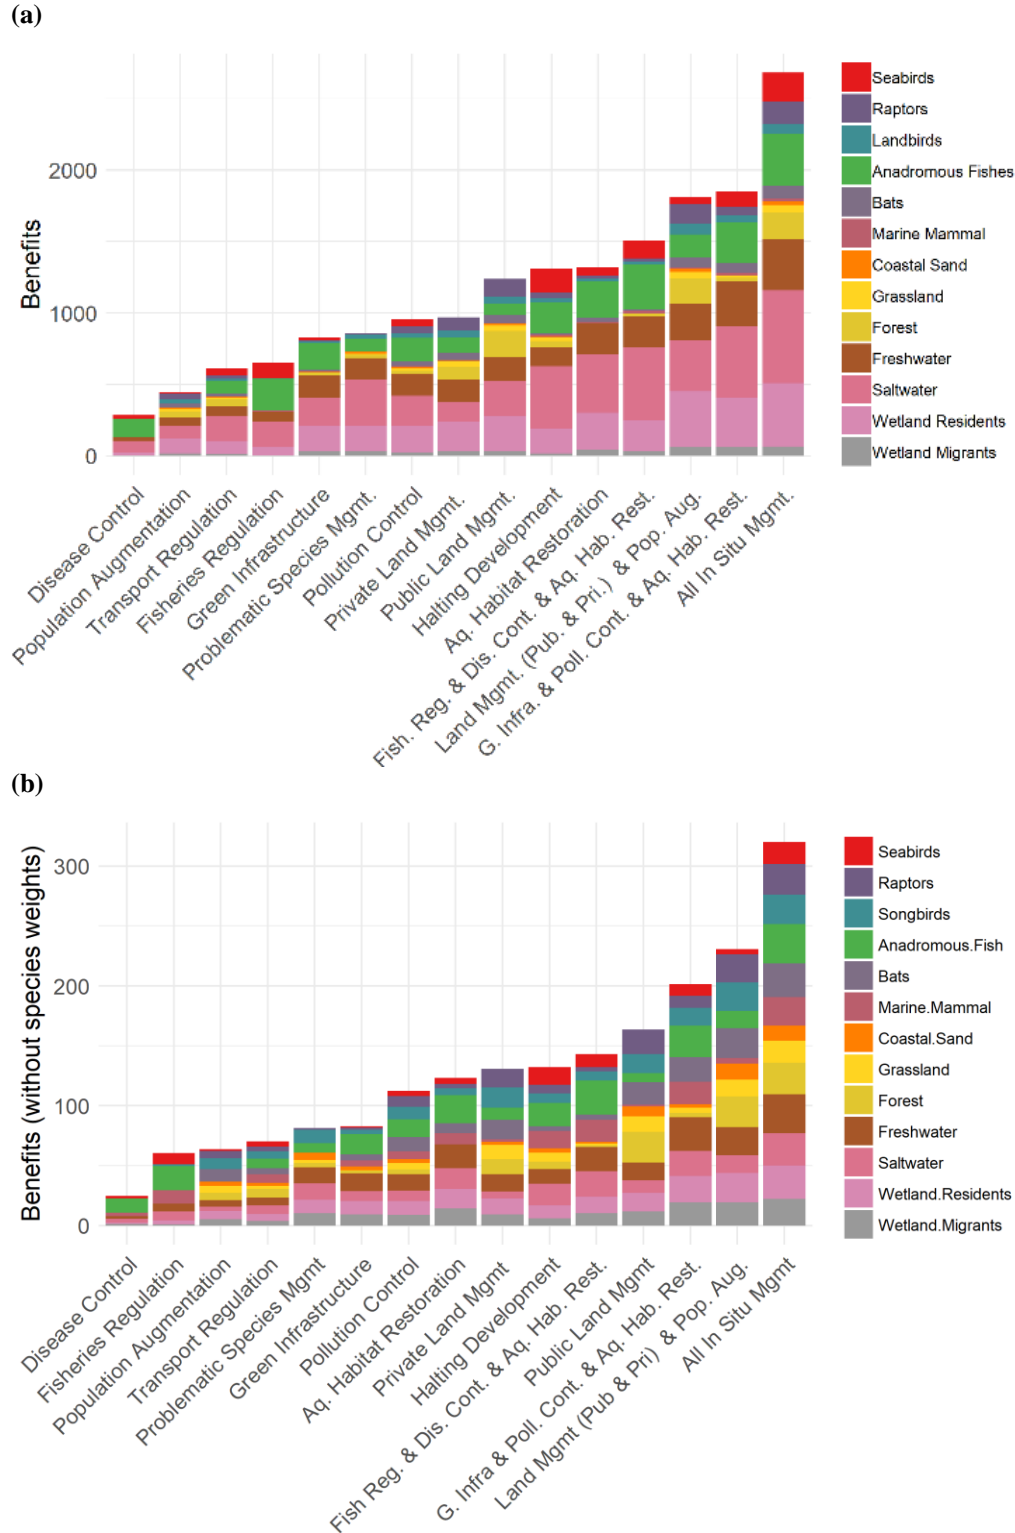 (a)
Benefits
2000
1000
0
Seabirds
Raptors
Landbirds
Anadromous Fishes
Bats
Marine Mammal
Coastal Sand
Grassland
Forest
Freshwater
Saltwater
Wetland Residents
Wetland Migrants
Disease Control
Population Augmentation
Transport Regulation
Fisheries Regulation
Green Infrastructure
Problematic Species Mgmt.
Pollution Control
Private Land Mgmt.
Public Land Mgmt.
Halting Development
Aq. Habitat Restoration
Fish. Reg. & Dis. Cont. & Aq. Hab. Rest.
Land Mgmt. (Pub. & Pri.) & Pop. Aug.
G. Infra. & Poll. Cont. & Aq. Hab. Rest.
All In Situ Mgmt.
(b)
Benefits (without species weights)
300
200
100
0
Seabirds
Raptors
Songbirds
Anadromous.Fish
Bats
Marine.Mammal
Coastal.Sand
Grassland
Forest
Freshwater
Saltwater
Wetland.Residents
Wetland.Migrants
Disease Control
Fisheries Regulation
Population Augmentation
Transport Regulation
Problematic Species Mgmt
Green Infrastructure
Pollution Control
Aq. Habitat Restoration
Private Land Mgmt
Halting Development
Fish Reg. & Dis. Cont. & Aq. Hab. Rest.
Public Land Mgmt
G. Infra & Poll. Cont. & Aq. Hab. Rest.
Land Mgmt (Pub & Pri) & Pop. Aug.
All In Situ Mgmt